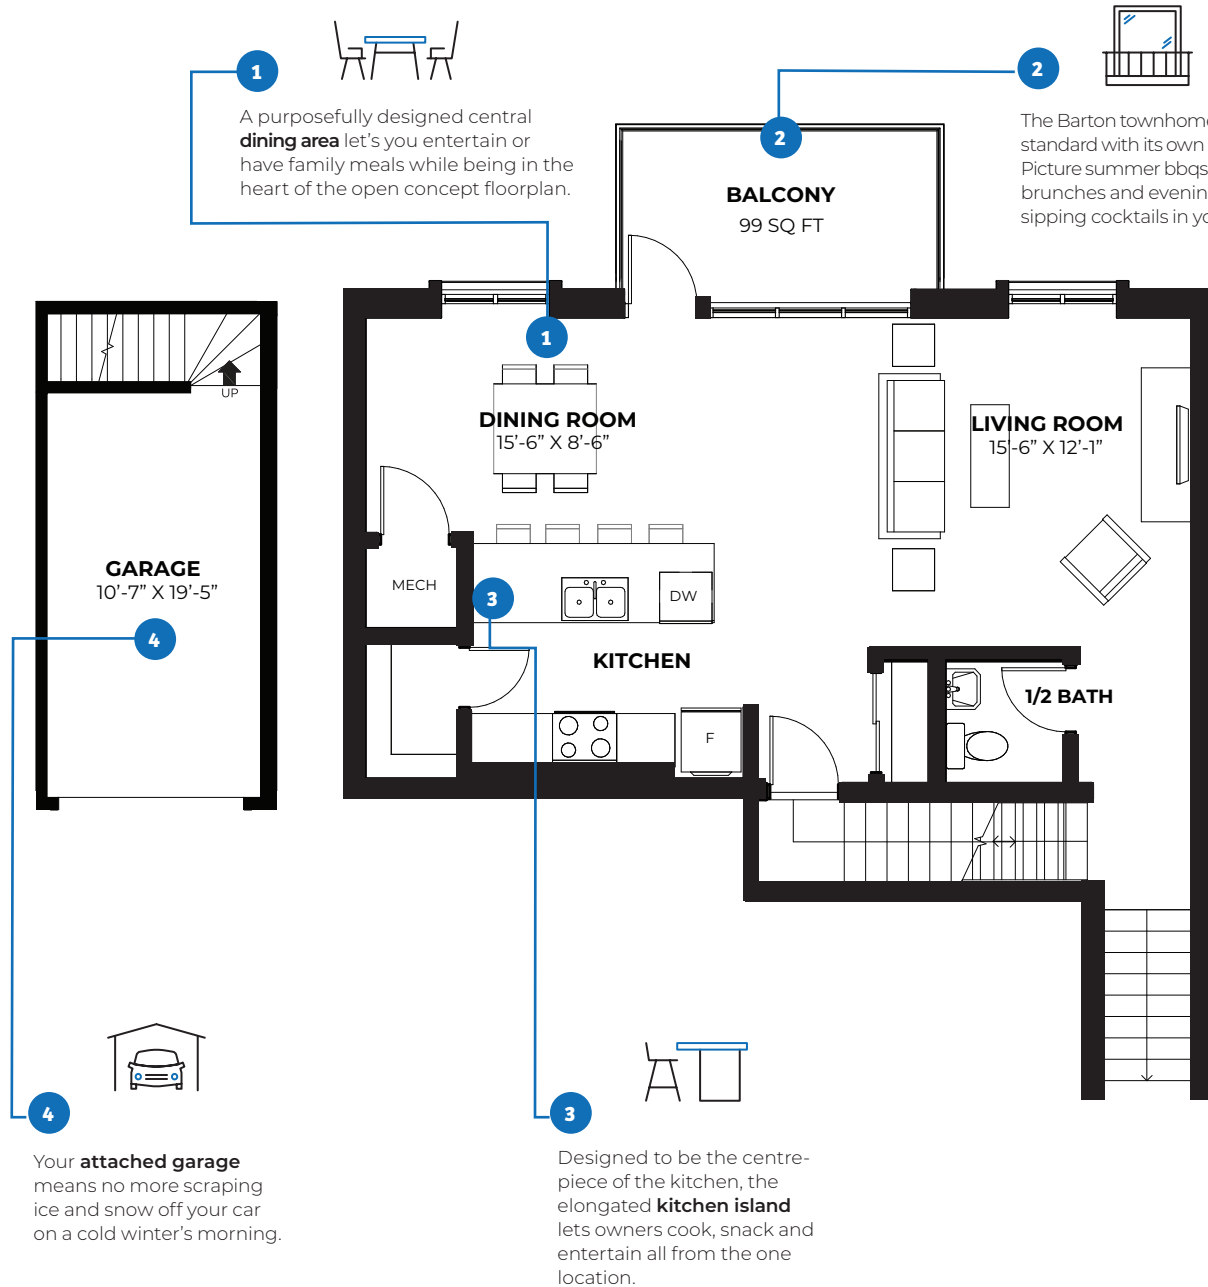 1
A purposefully designed central
dining area let's you entertain or
have family meals while being in the
heart of the open concept floorplan.
2
The Barton townhome
standard with its own
Picture summer bbqs
brunches and evenin
sipping cocktails in yo
2
BALCONY
99 SQ FT
1
DINING ROOM
15'-6" X 8'-6"
LIVING ROOM
15'-6" X 12'-1"
UP
GARAGE
10'-7" X 19'-5"
4
MECH
3
DW
KITCHEN
1/2 BATH
F
4
Your attached garage
means no more scraping
ice and snow off your car
on a cold winter's morning.
3
Designed to be the centre-
piece of the kitchen, the
elongated kitchen island
lets owners cook, snack and
entertain all from the one
location.